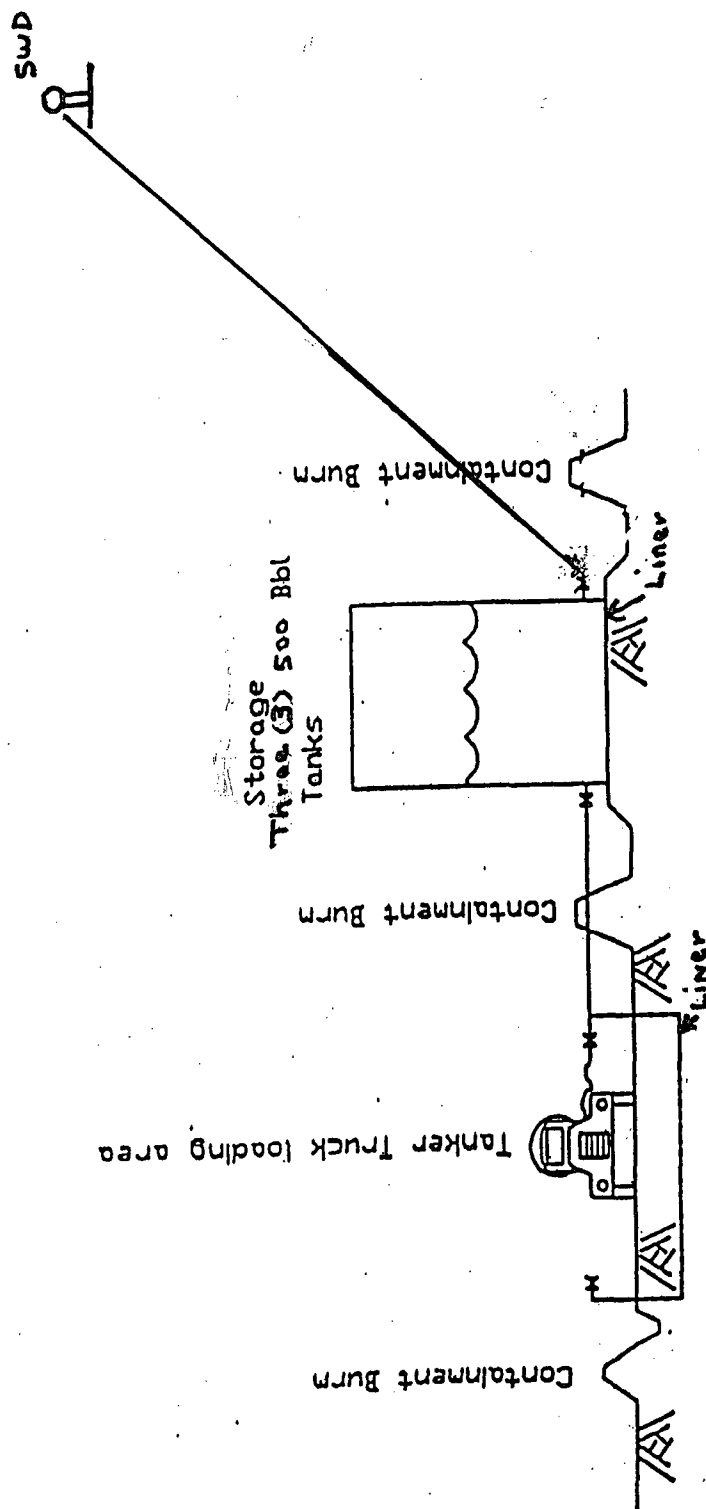 SWD
Containment Burm
Storage
Three (3) 500 Bbl
Tanks
Liner
Containment Burm
Liner
Tanker Truck loading area
Containment Burm